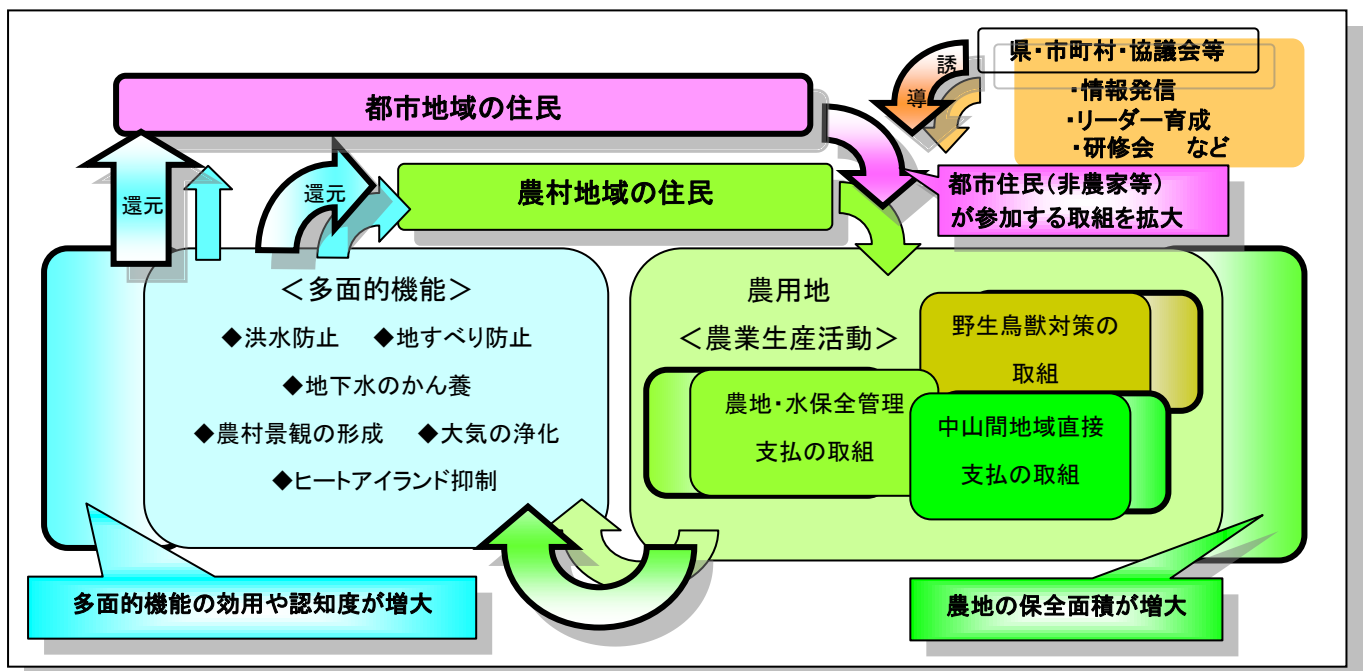 県・市町村・協議会等
・情報発信
・リーダー育成
・研修会　など
誘
導
都市地域の住民
農村地域の住民
都市住民（非農家等）
が参加する取組を拡大
還元
還元
＜多面的機能＞
◆洪水防止　◆地すべり防止
◆地下水のかん養
◆農村景観の形成　◆大気の浄化
◆ヒートアイランド抑制
農用地
＜農業生産活動＞
野生鳥獣対策の
取組
農地・水保全管理
支払の取組
中山間地域直接
支払の取組
多面的機能の効用や認知度が増大
農地の保全面積が増大